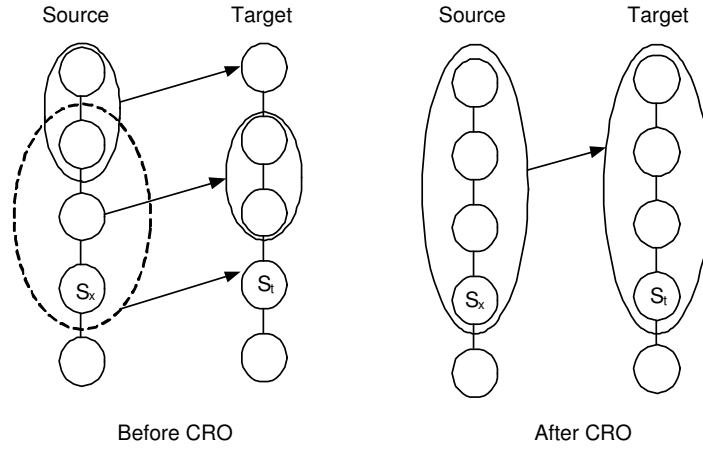 Source Target Source Target
Sₓ Sₜ Sₓ Sₜ
Before CRO After CRO